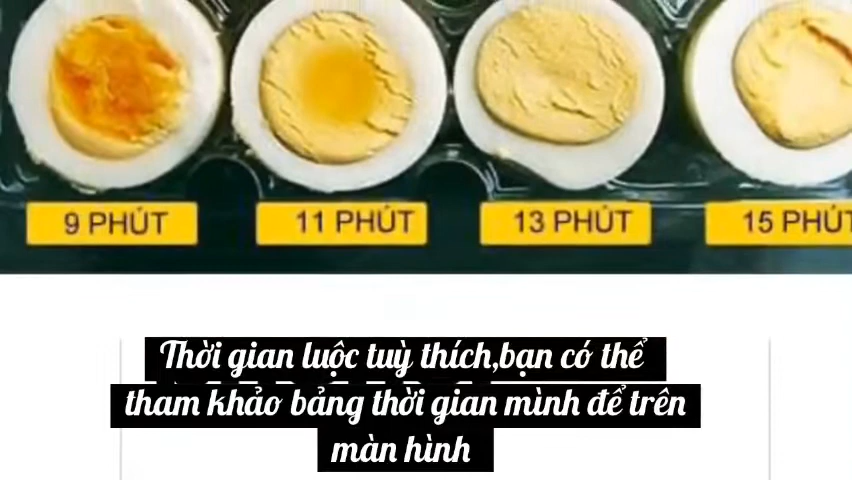 9 PHÚT 11 PHÚT 13 PHÚT 15 PHÚT
Thời gian luộc tuỳ thích,bạn có thể
tham khảo bảng thời gian mình để trên
màn hình